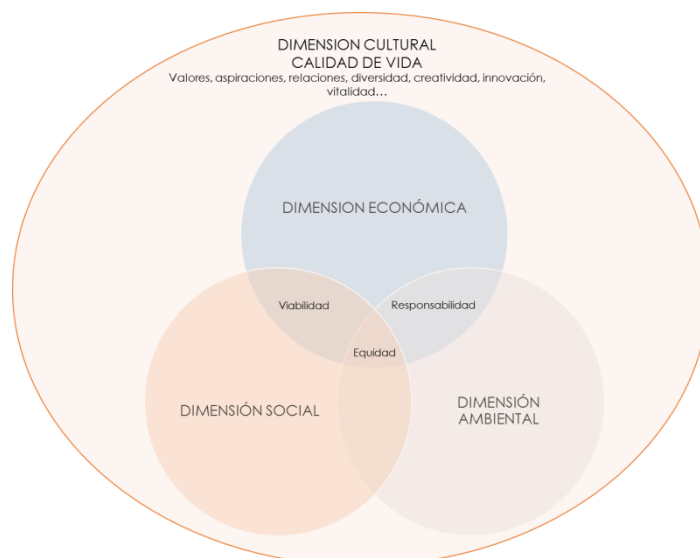 DIMENSION CULTURAL
CALIDAD DE VIDA
Valores, aspiraciones, relaciones, diversidad, creatividad, innovación,
vitalidad...
DIMENSION ECONÓMICA
Viabilidad
Responsabilidad
Equidad
DIMENSIÓN SOCIAL
DIMENSIÓN
AMBIENTAL